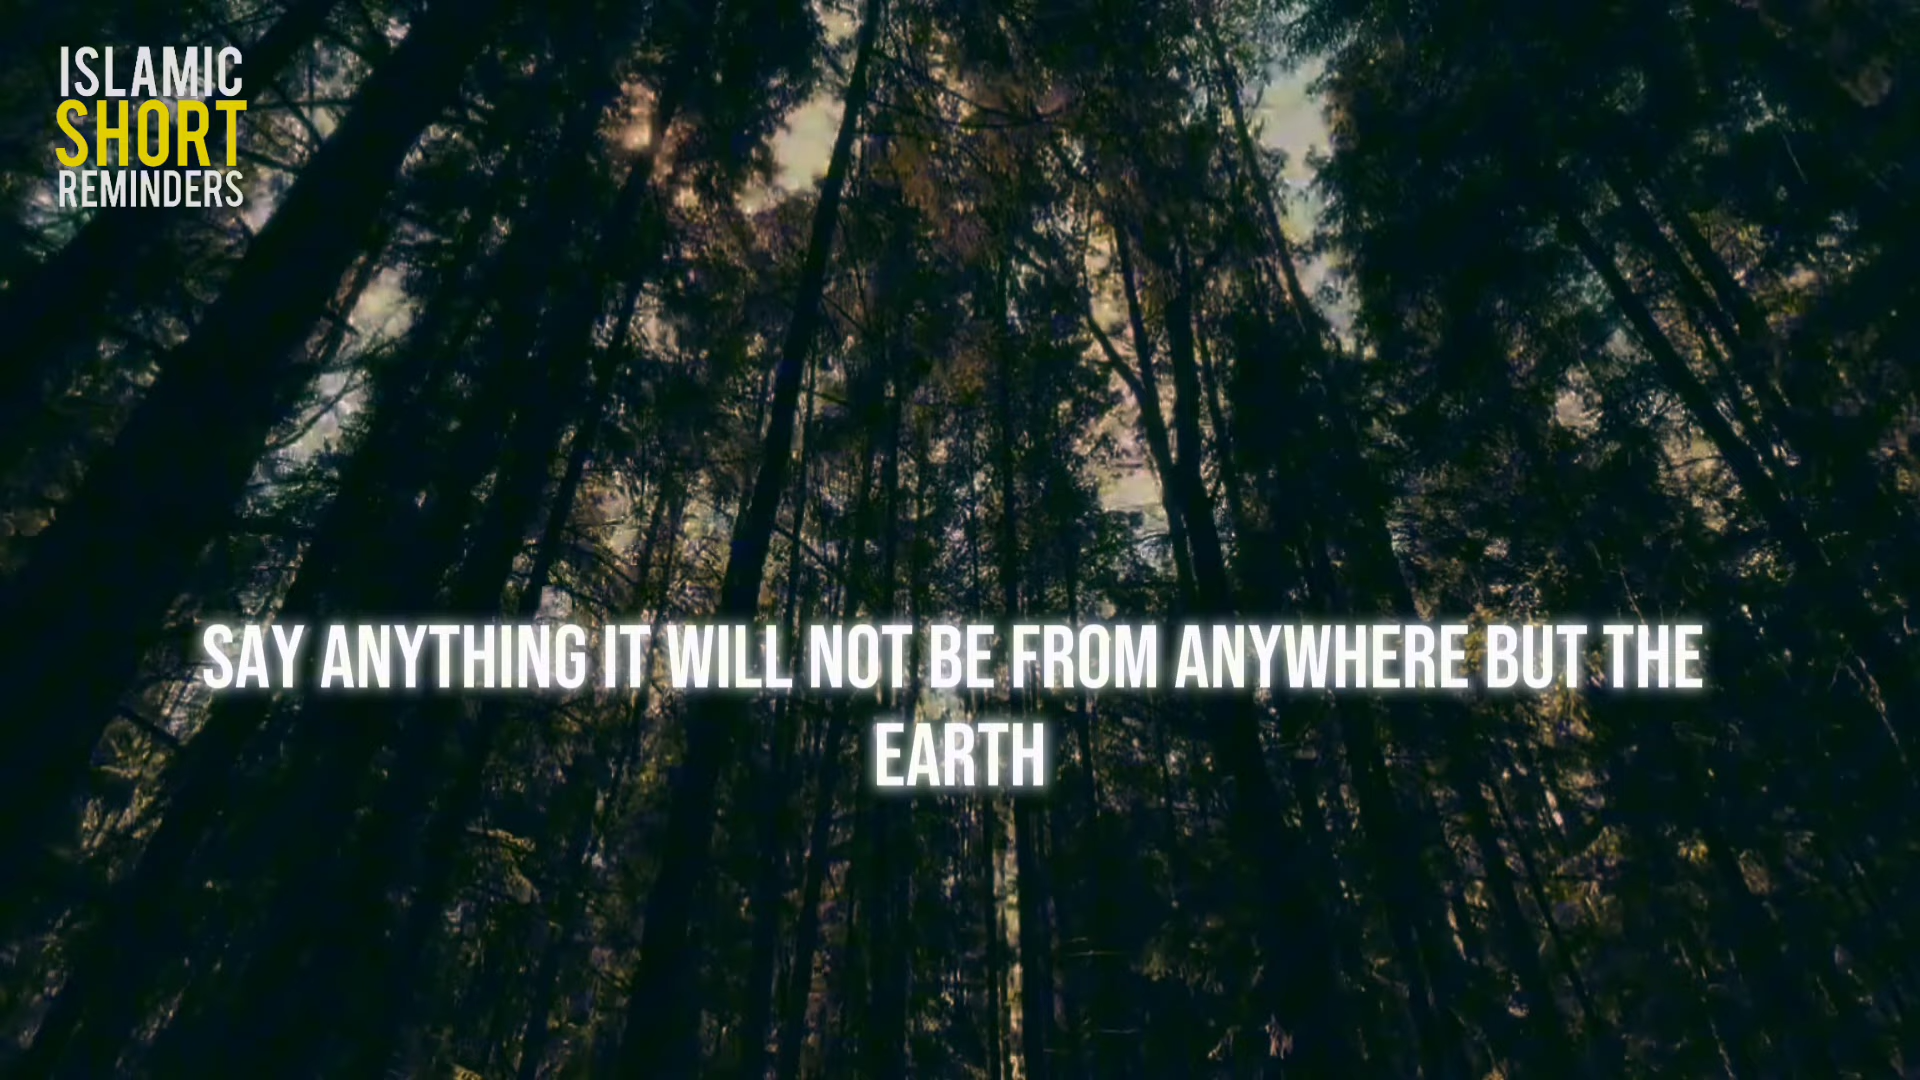 ISLAMIC
SHORT
REMINDERS
SAY ANYTHING IT WILL NOT BE FROM ANYWHERE BUT THE
EARTH